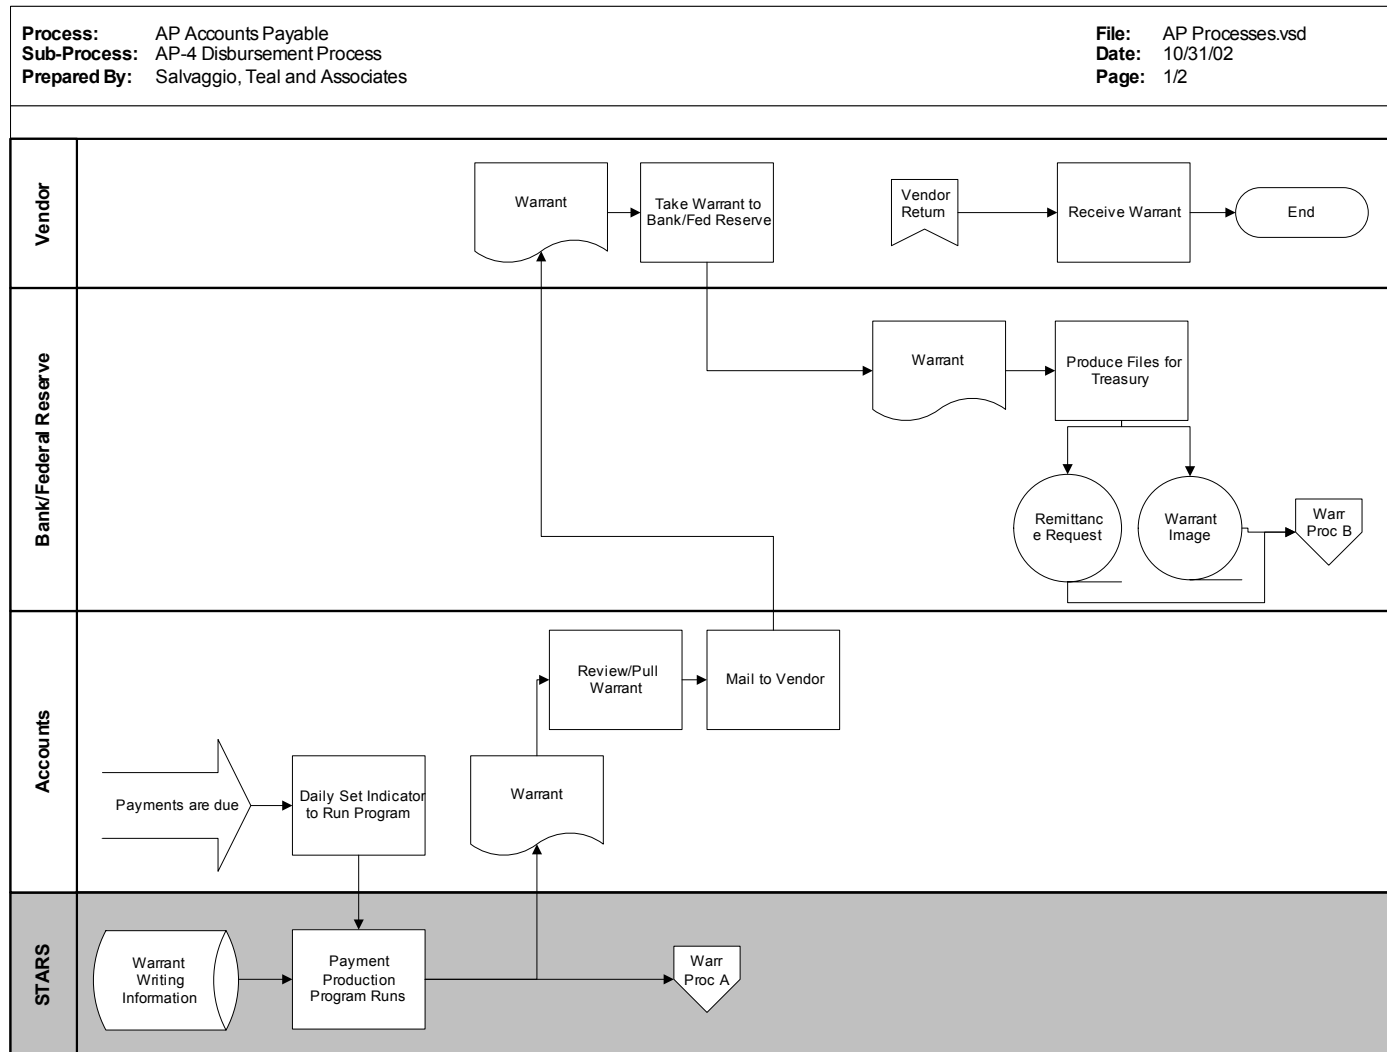 Process: AP Accounts Payable
Sub-Process: AP-4 Disbursement Process
Prepared By: Salvaggio, Teal and Associates
File: AP Processes.vsd
Date: 10/31/02
Page: 1/2
Vendor
Warrant
Take Warrant to
Bank/Fed Reserve
Vendor
Return
Receive Warrant
End
Bank/Federal Reserve
Warrant
Produce Files for
Treasury
Remittanc
e Request
Warrant
Image
Warr
Proc B
Accounts
Review/Pull
Warrant
Mail to Vendor
Payments are due
Daily Set Indicator
to Run Program
Warrant
STARS
Warrant
Writing
Information
Payment
Production
Program Runs
Warr
Proc A